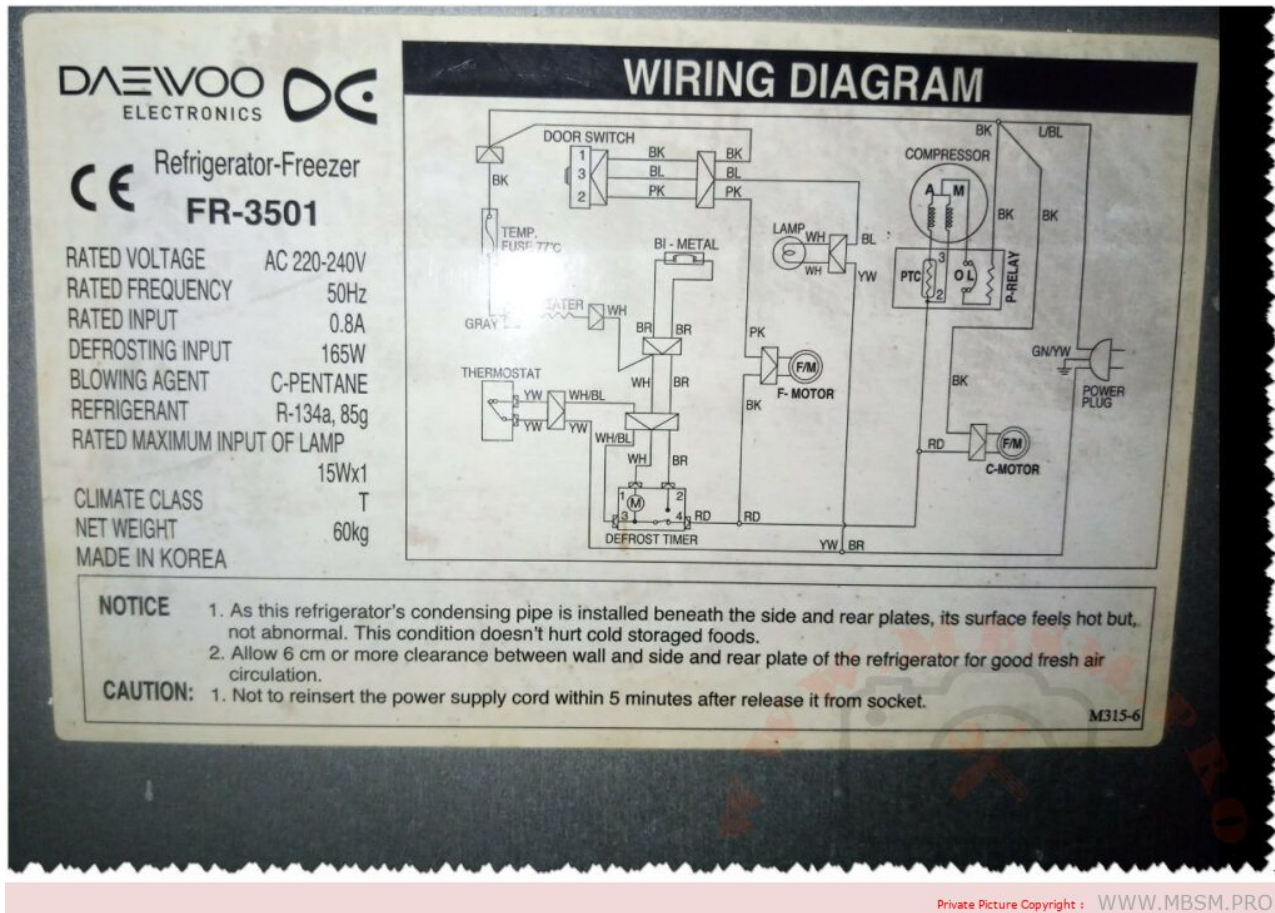 DAEWOO
ELECTRONICS
CE
Refrigerator-Freezer
FR-3501
RATED VOLTAGE AC 220-240V
RATED FREQUENCY 50Hz
RATED INPUT 0.8A
DEFROSTING INPUT 165W
BLOWING AGENT C-PENTANE
REFRIGERANT R-134a, 85g
RATED MAXIMUM INPUT OF LAMP
15Wx1
CLIMATE CLASS T
NET WEIGHT 60kg
MADE IN KOREA
WIRING DIAGRAM
BK L/BL
DOOR SWITCH
1 BK BK
3 BL BL
2 PK PK
BK
COMPRESSOR
A M
BK BK
TEMP.
FUSE 77°C
BI - METAL
LAMP WH BL
WH YW
PTC 3 2 O L P-RELAY
GRAY
WH
BR BR
PK
F/M
F- MOTOR
BK
GN/YW
POWER
PLUG
THERMOSTAT
YW WH/BL
YW YW
WH BR
WH/BL
WH BR
BK
RD
F/M
C-MOTOR
1 M 2
3 4 RD RD
DEFROST TIMER
YW BR
NOTICE 1. As this refrigerator's condensing pipe is installed beneath the side and rear plates, its surface feels hot but,
not abnormal. This condition doesn't hurt cold storaged foods.
2. Allow 6 cm or more clearance between wall and side and rear plate of the refrigerator for good fresh air
circulation.
CAUTION: 1. Not to reinsert the power supply cord within 5 minutes after release it from socket.
M315-6
Private Picture Copyright : WWW.MBSM.PRO